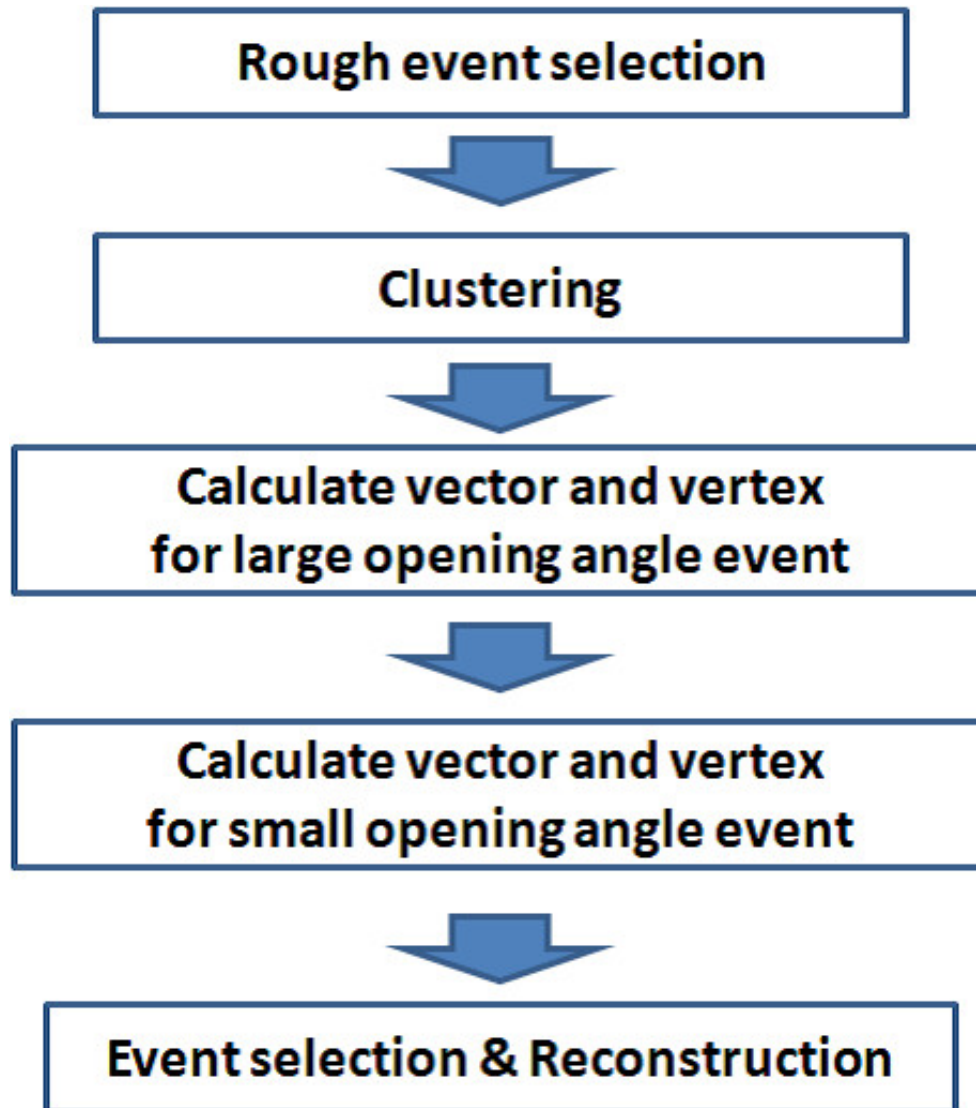 Rough event selection
Clustering
Calculate vector and vertex
for large opening angle event
Calculate vector and vertex
for small opening angle event
Event selection & Reconstruction